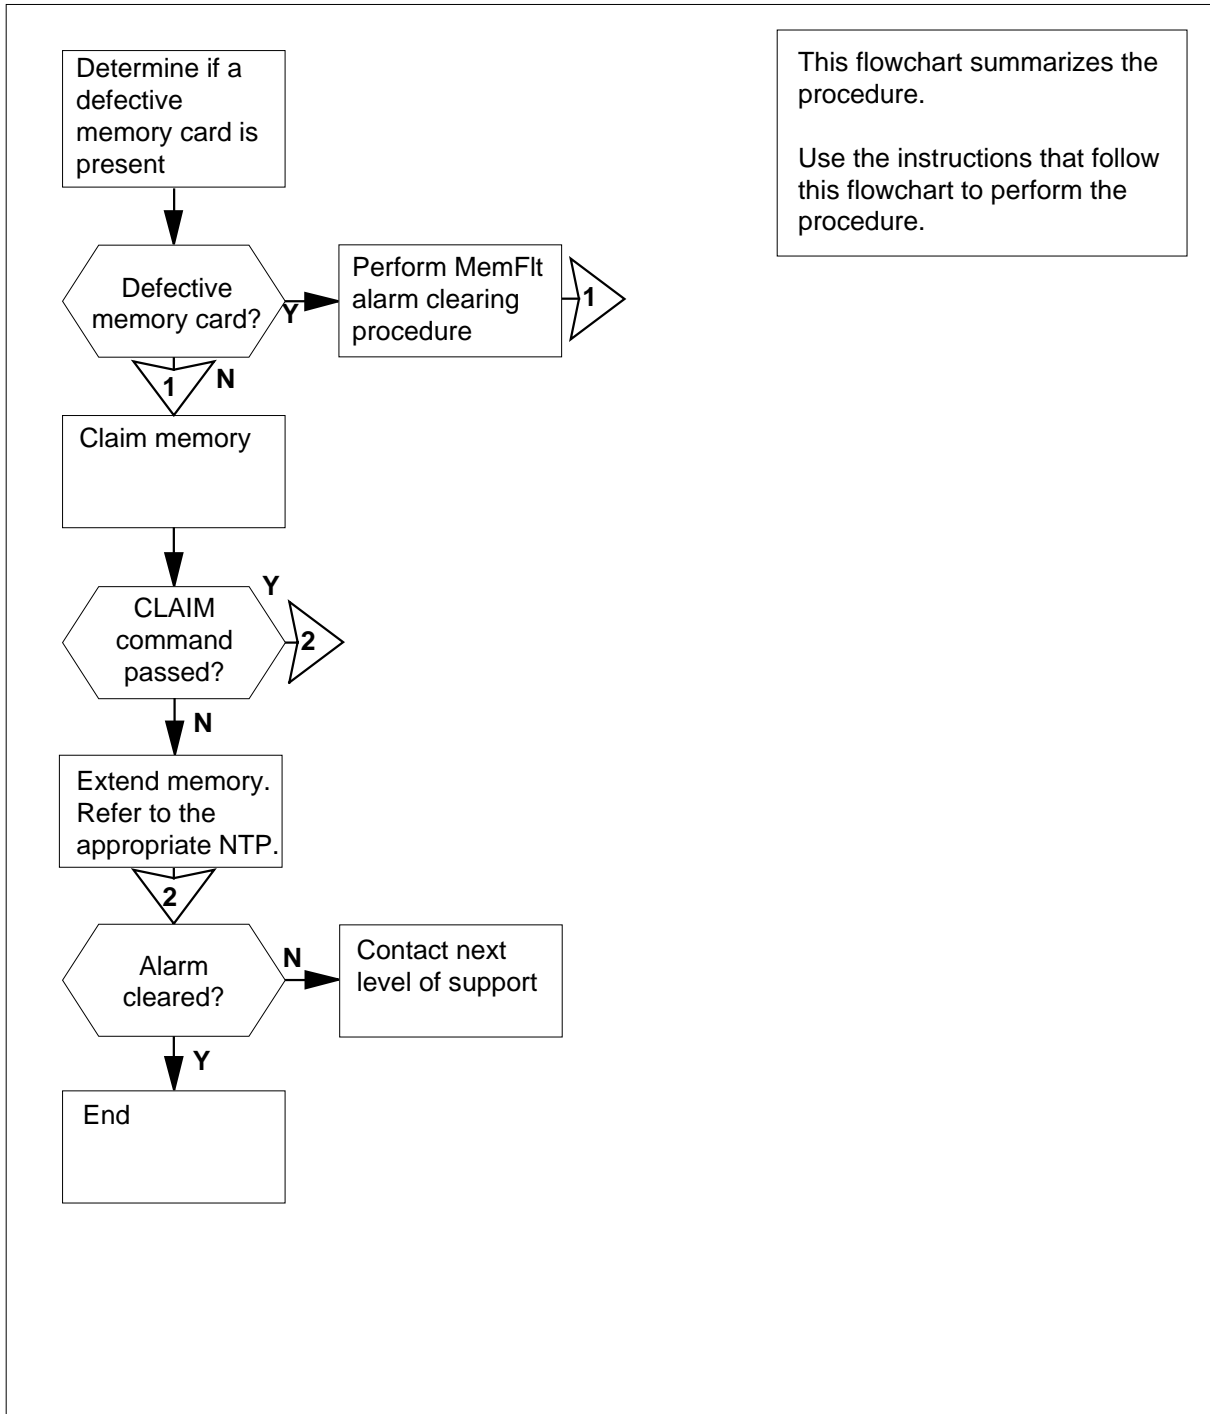 Determine if a
defective
memory card is
present
This flowchart summarizes the
procedure.
Use the instructions that follow
this flowchart to perform the
procedure.
Defective
memory card?
Y
Perform MemFlt
alarm clearing
procedure
1
1
N
Claim memory
CLAIM
command
passed?
Y
2
N
Extend memory.
Refer to the
appropriate NTP.
2
Alarm
cleared?
N
Contact next
level of support
Y
End